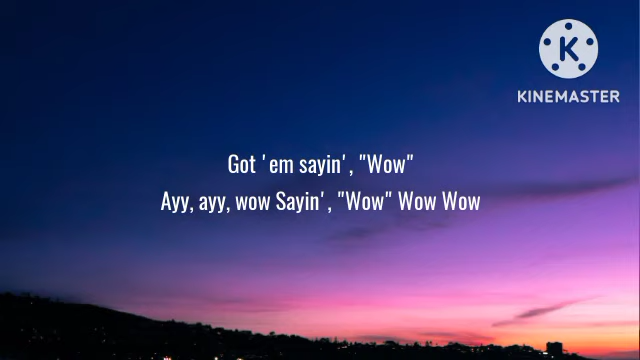 KINEMASTER
Got 'em sayin', "Wow"
Ayy, ayy, wow Sayin', "Wow" Wow Wow